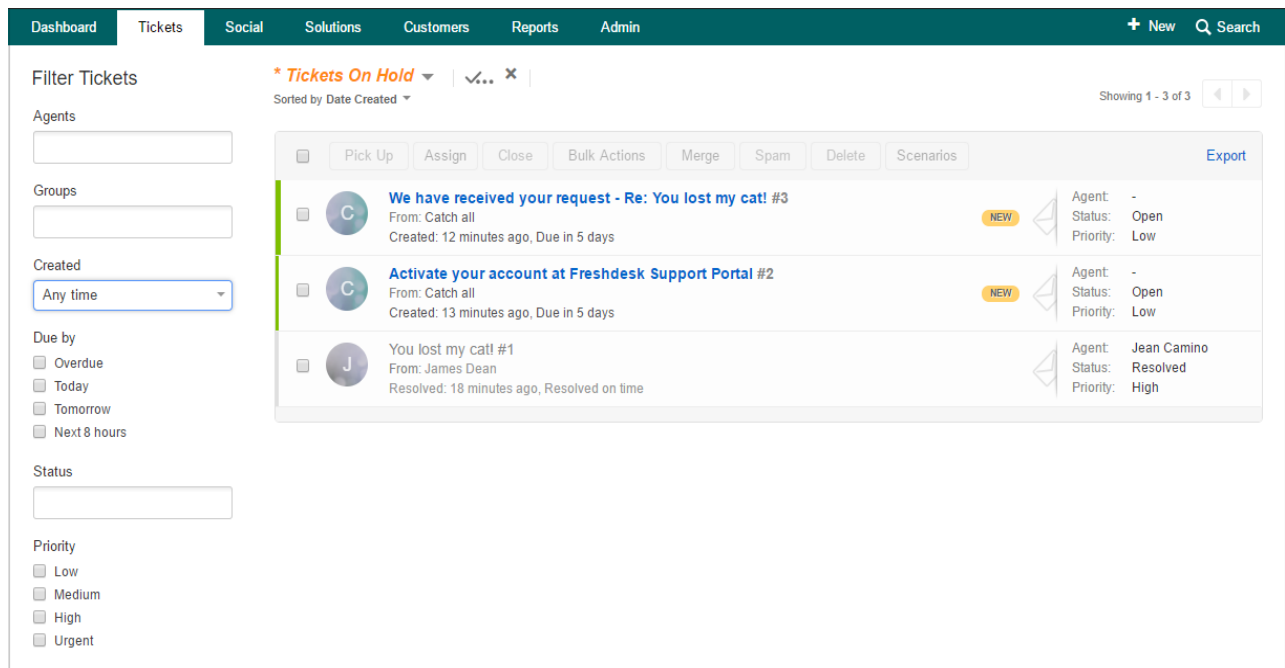 Dashboard Tickets Social Solutions Customers Reports Admin + New Search
Filter Tickets
Agents
Groups
Created
Any time
Due by
Overdue
Today
Tomorrow
Next 8 hours
Status
Priority
Low
Medium
High
Urgent
* Tickets On Hold
Sorted by Date Created
Showing 1 - 3 of 3
Pick Up Assign Close Bulk Actions Merge Spam Delete Scenarios Export
C
We have received your request - Re: You lost my cat! #3
From: Catch all
Created: 12 minutes ago, Due in 5 days
NEW
Agent: -
Status: Open
Priority: Low
C
Activate your account at Freshdesk Support Portal #2
From: Catch all
Created: 13 minutes ago, Due in 5 days
NEW
Agent: -
Status: Open
Priority: Low
J
You lost my cat! #1
From: James Dean
Resolved: 18 minutes ago, Resolved on time
Agent: Jean Camino
Status: Resolved
Priority: High